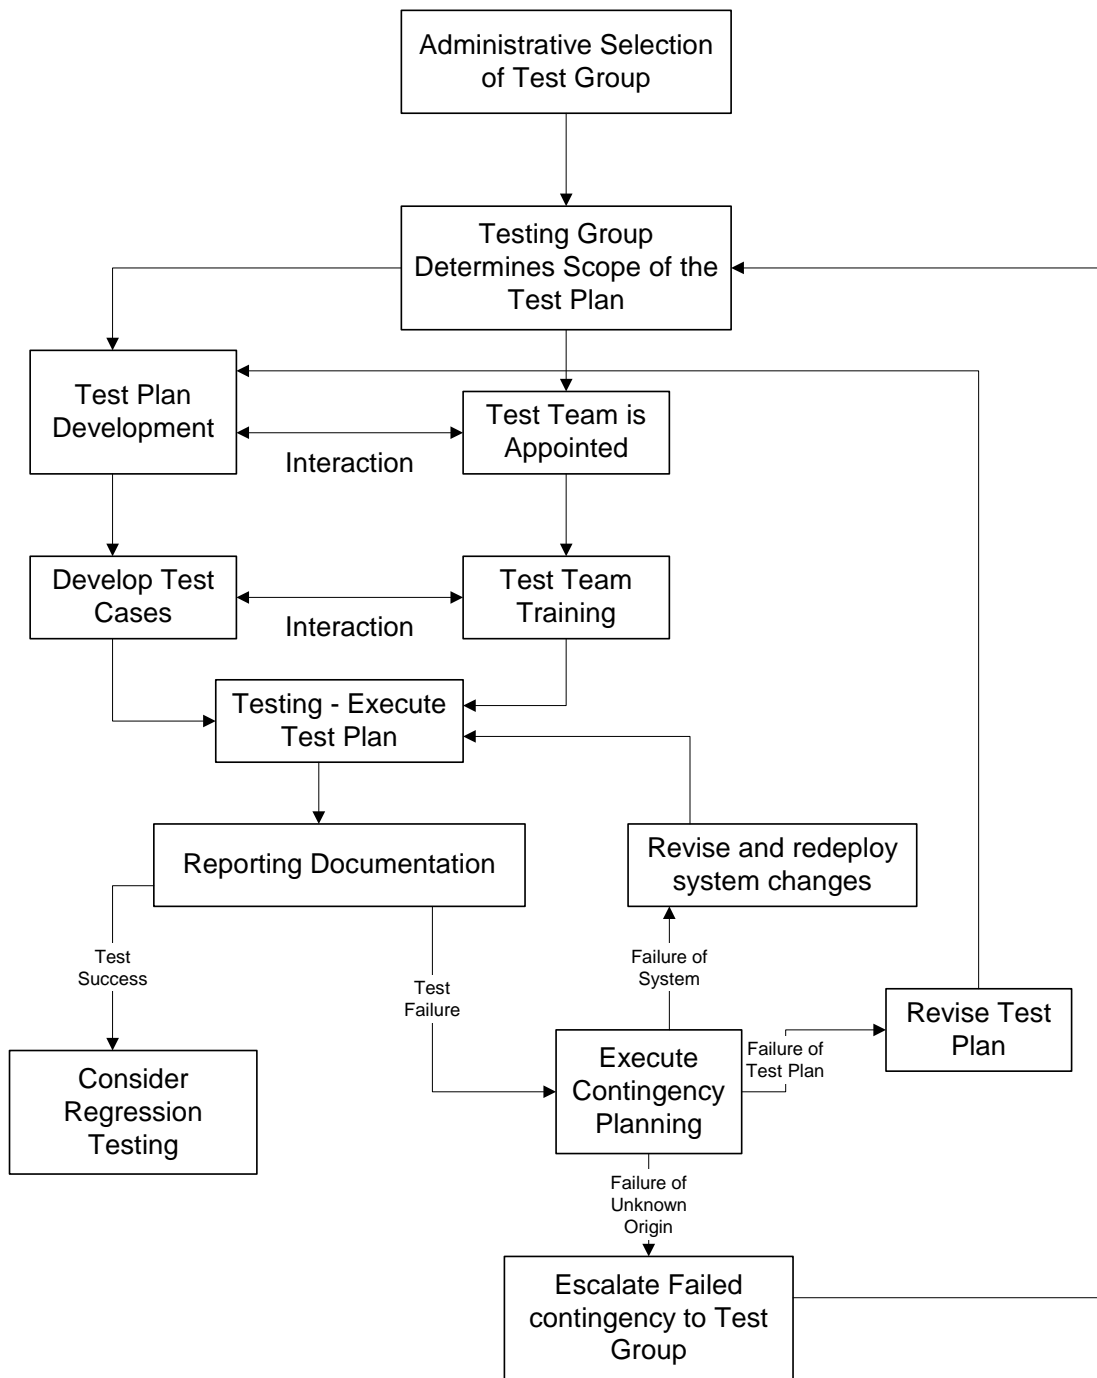 Administrative Selection
of Test Group
Testing Group
Determines Scope of the
Test Plan
Test Plan
Development
Interaction
Test Team is
Appointed
Develop Test
Cases
Interaction
Test Team
Training
Testing - Execute
Test Plan
Reporting Documentation
Revise and redeploy
system changes
Test
Success
Test
Failure
Failure of
System
Revise Test
Plan
Failure of
Test Plan
Execute
Contingency
Planning
Consider
Regression
Testing
Failure of
Unknown
Origin
Escalate Failed
contingency to Test
Group